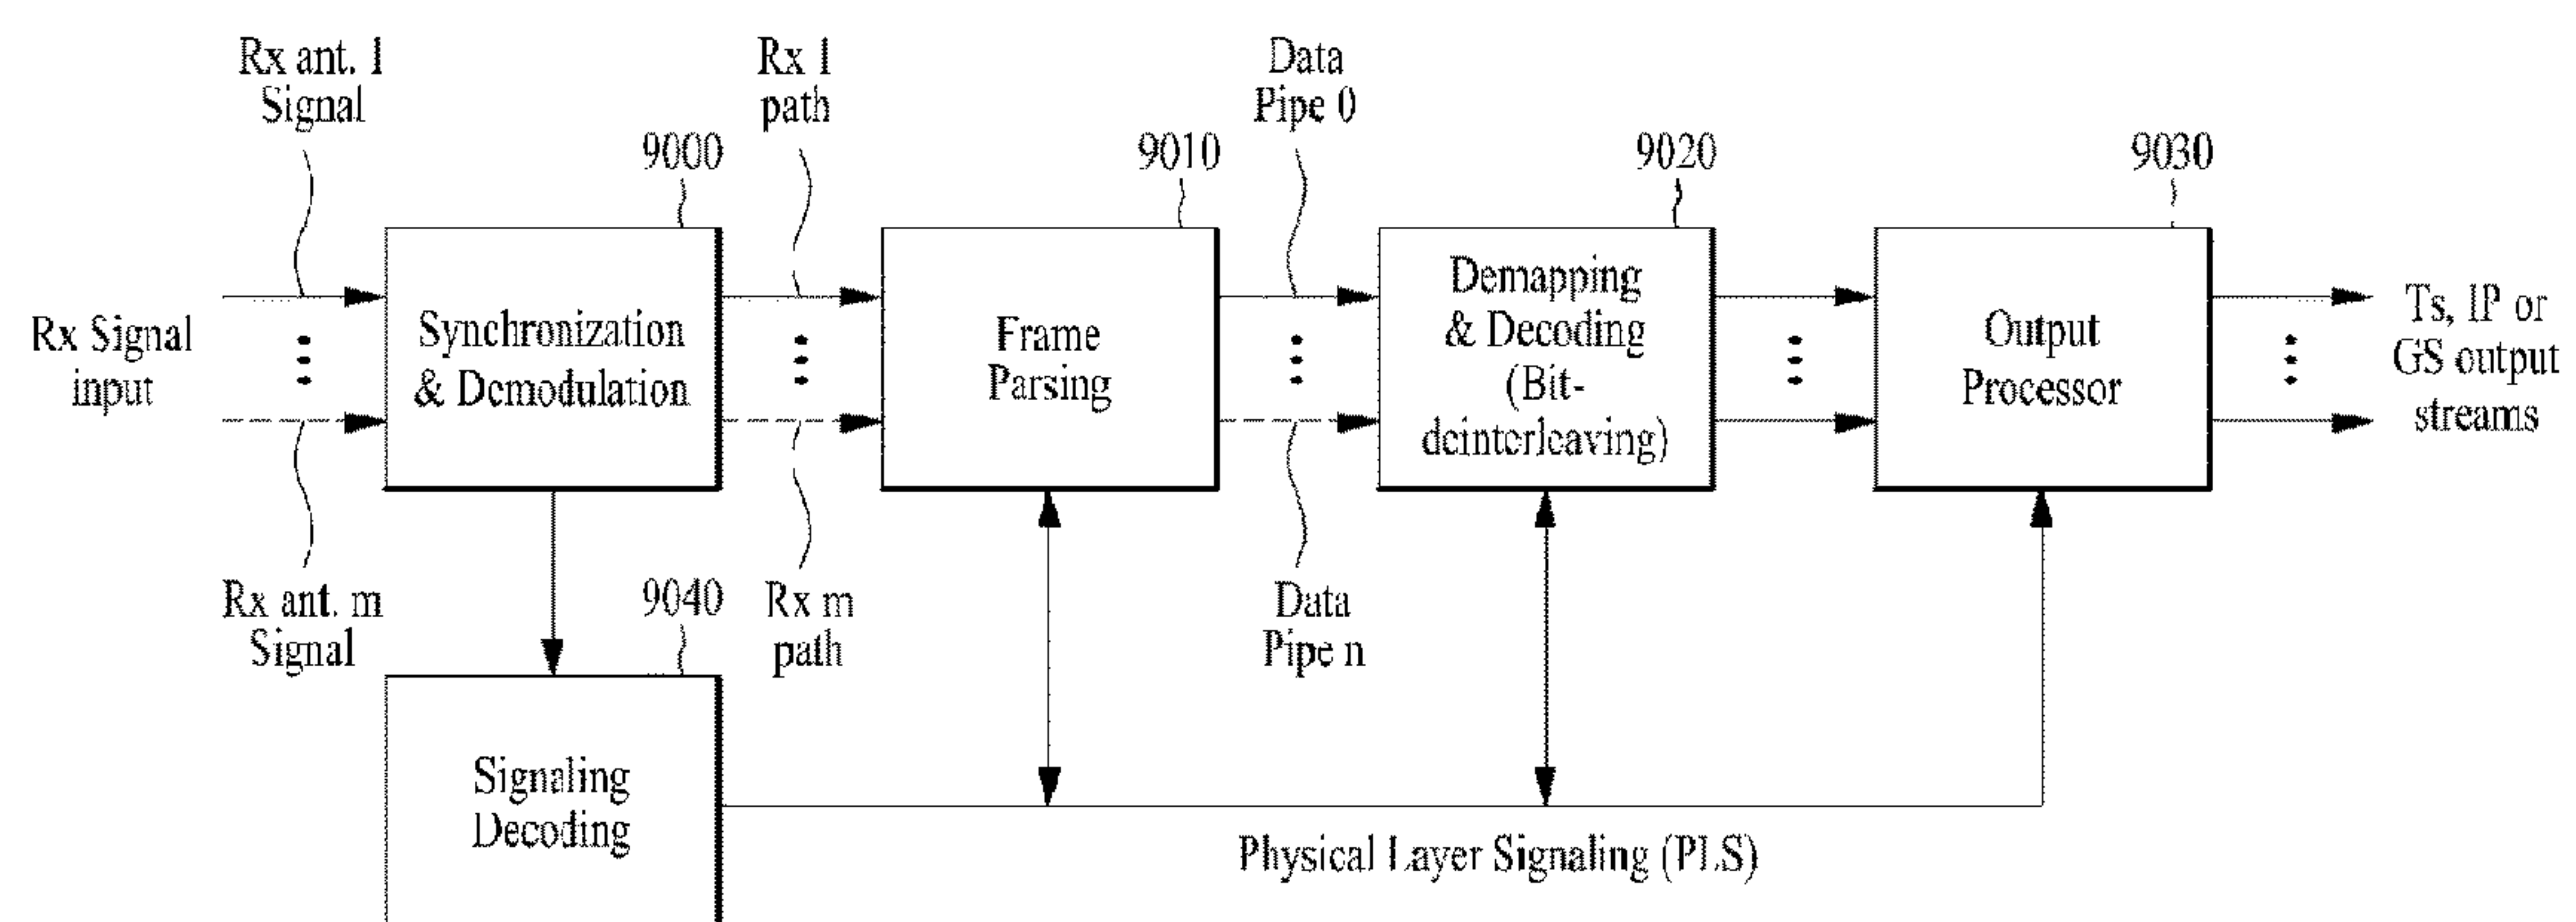 Rx ant. 1
Signal
Rx 1
path
Data
Pipe 0
9000
9010
9020
9030
Rx Signal
input
Synchronization
& Demodulation
Frame
Parsing
Demapping
& Decoding
(Bit-
deinterleaving)
Output
Processor
Ts, IP or
GS output
streams
Rx ant. m
Signal
9040
Rx m
path
Data
Pipe n
Signaling
Decoding
Physical Layer Signaling (PLS)